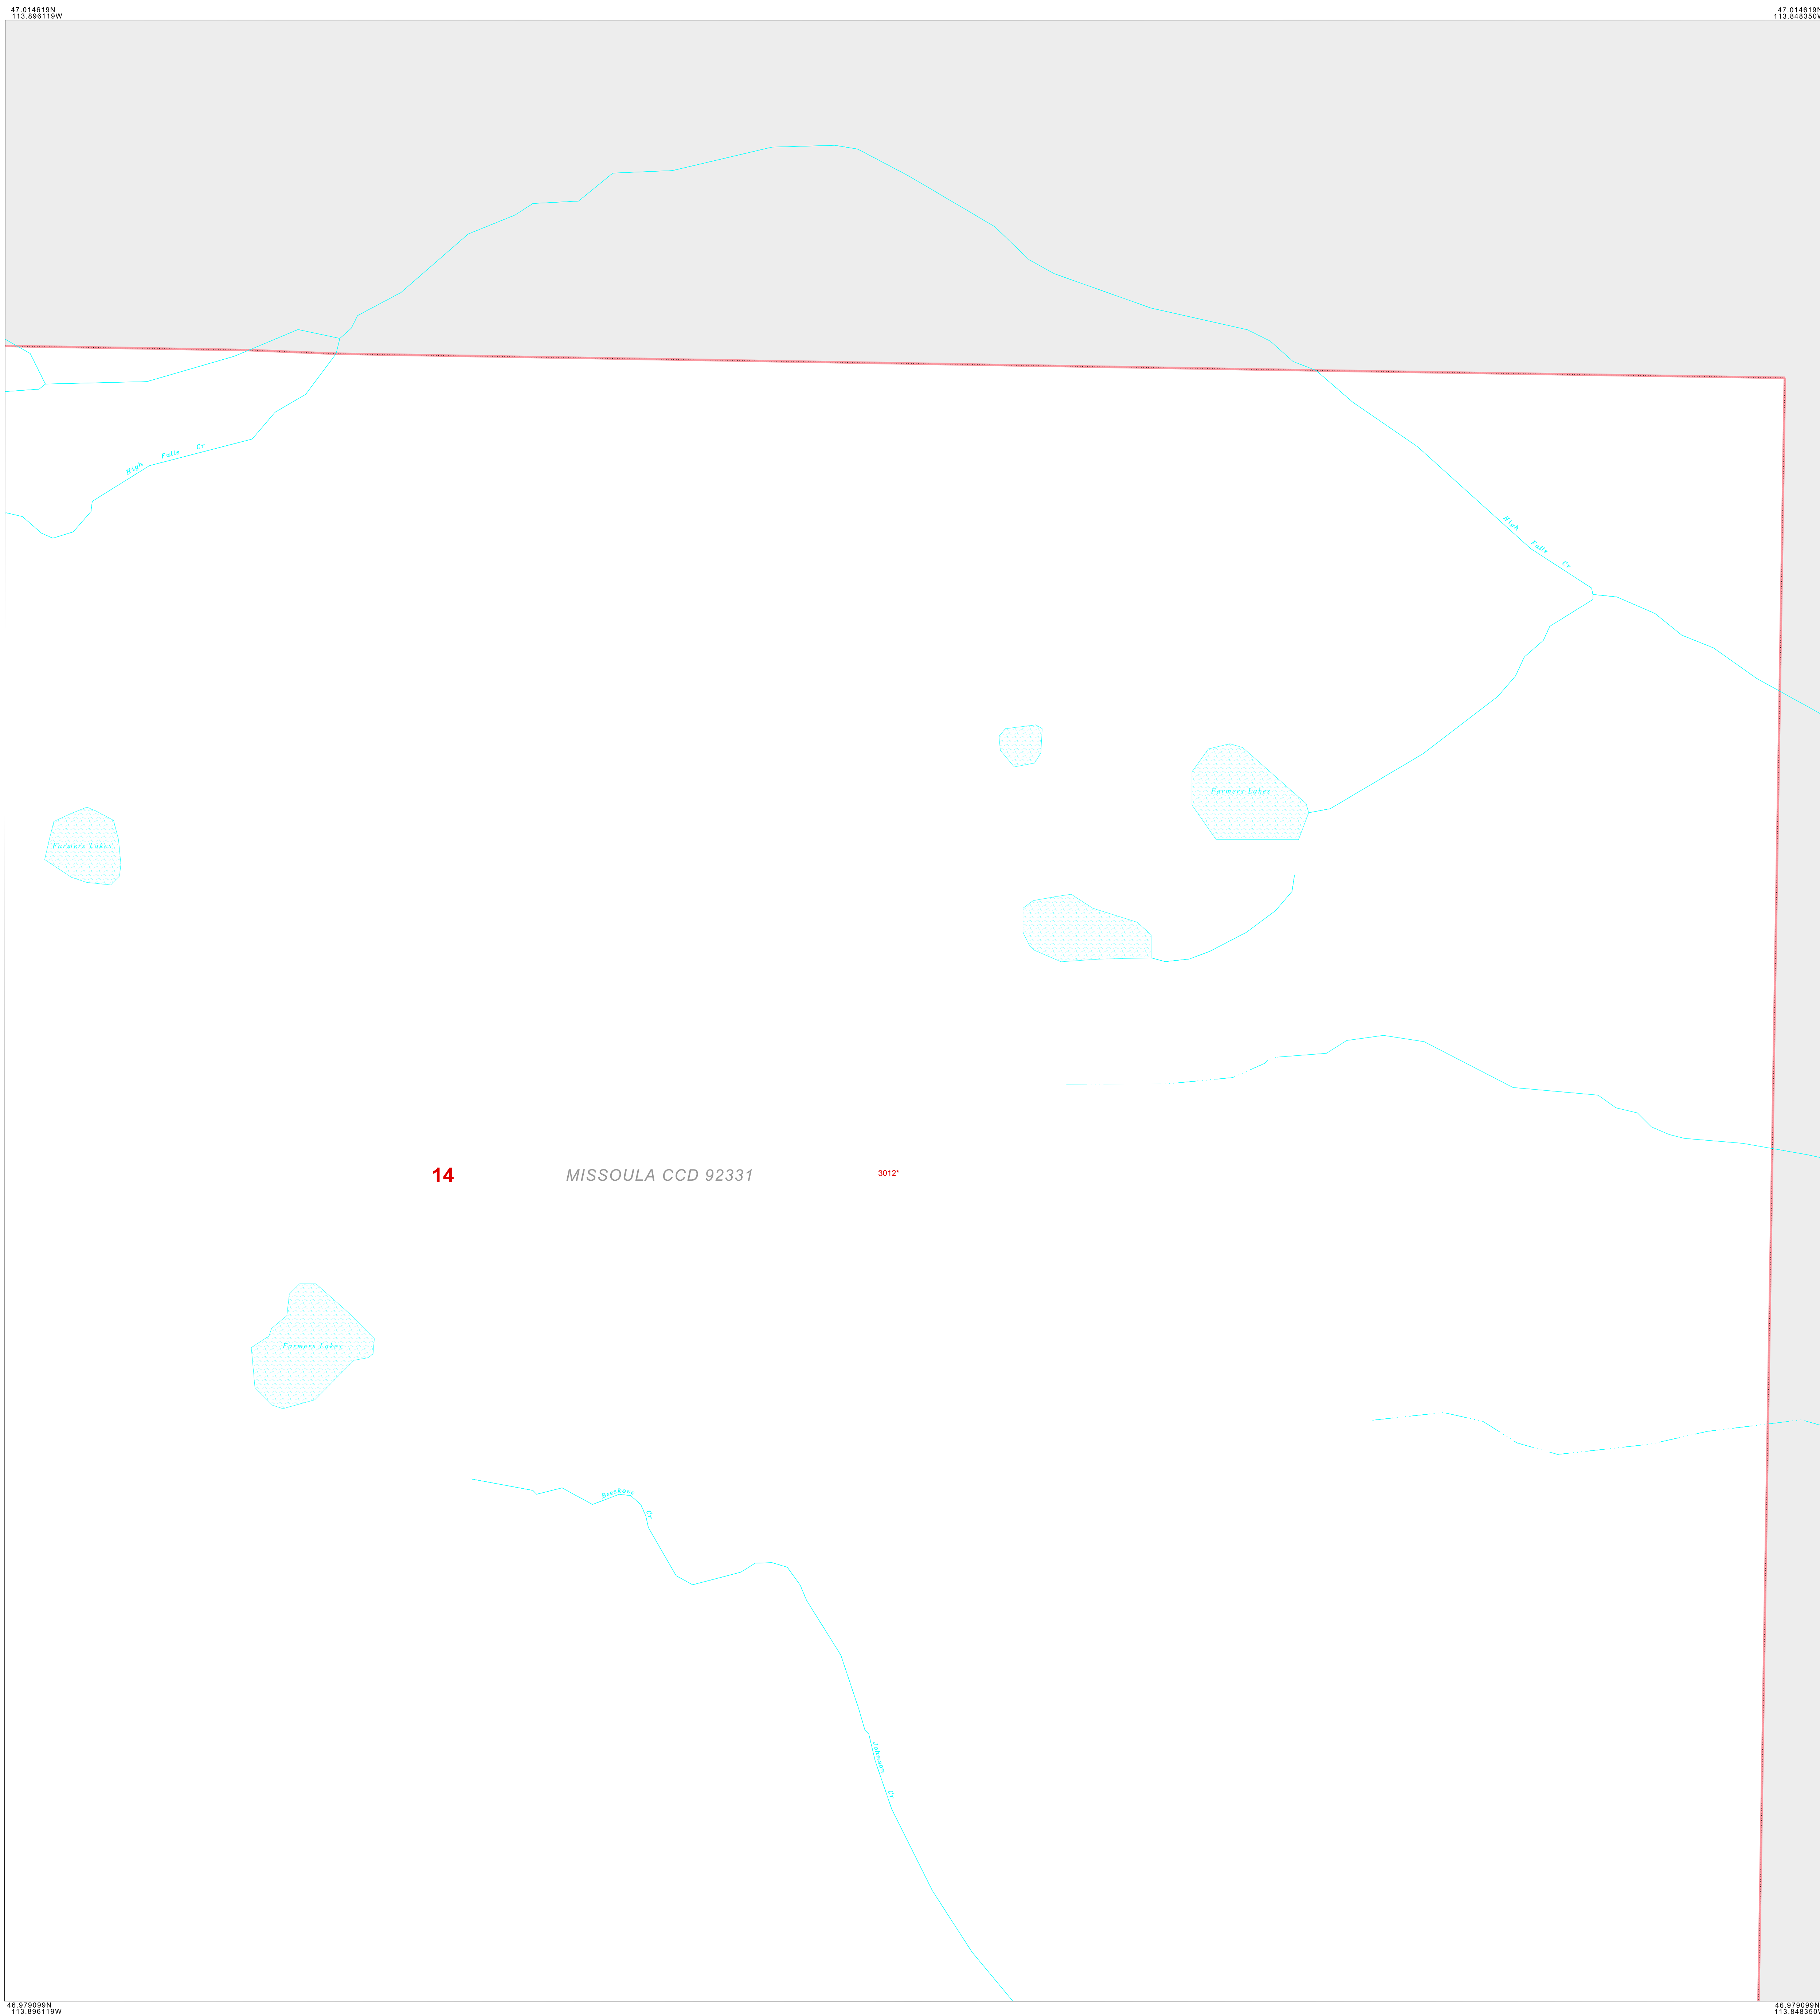 47.014619N
113.896119W
47.014619N
113.848350W
High Falls Cr
High Falls Cr
Farmers Lakes
Farmers Lakes
14
MISSOULA CCD 92331
3012*
Farmers Lakes
Cr
Johnson Cr
46.979099N
113.896119W
46.979099N
113.848350W